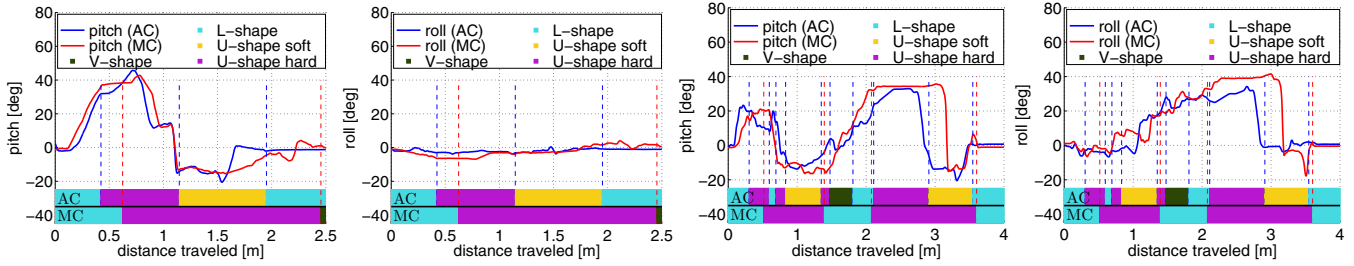 80
60
40
20
0
−20
−40
pitch [deg]
pitch (AC)
pitch (MC)
V−shape
L−shape
U−shape soft
U−shape hard
AC
MC
0 0.5 1 1.5 2 2.5
distance traveled [m]
80
60
40
20
0
−20
−40
roll [deg]
roll (AC)
roll (MC)
V−shape
L−shape
U−shape soft
U−shape hard
AC
MC
0 0.5 1 1.5 2 2.5
distance traveled [m]
80
60
40
20
0
−20
−40
pitch [deg]
pitch (AC)
pitch (MC)
V−shape
L−shape
U−shape soft
U−shape hard
AC
MC
0 1 2 3 4
distance traveled [m]
80
60
40
20
0
−20
−40
roll [deg]
roll (AC)
roll (MC)
V−shape
L−shape
U−shape soft
U−shape hard
AC
MC
0 1 2 3 4
distance traveled [m]